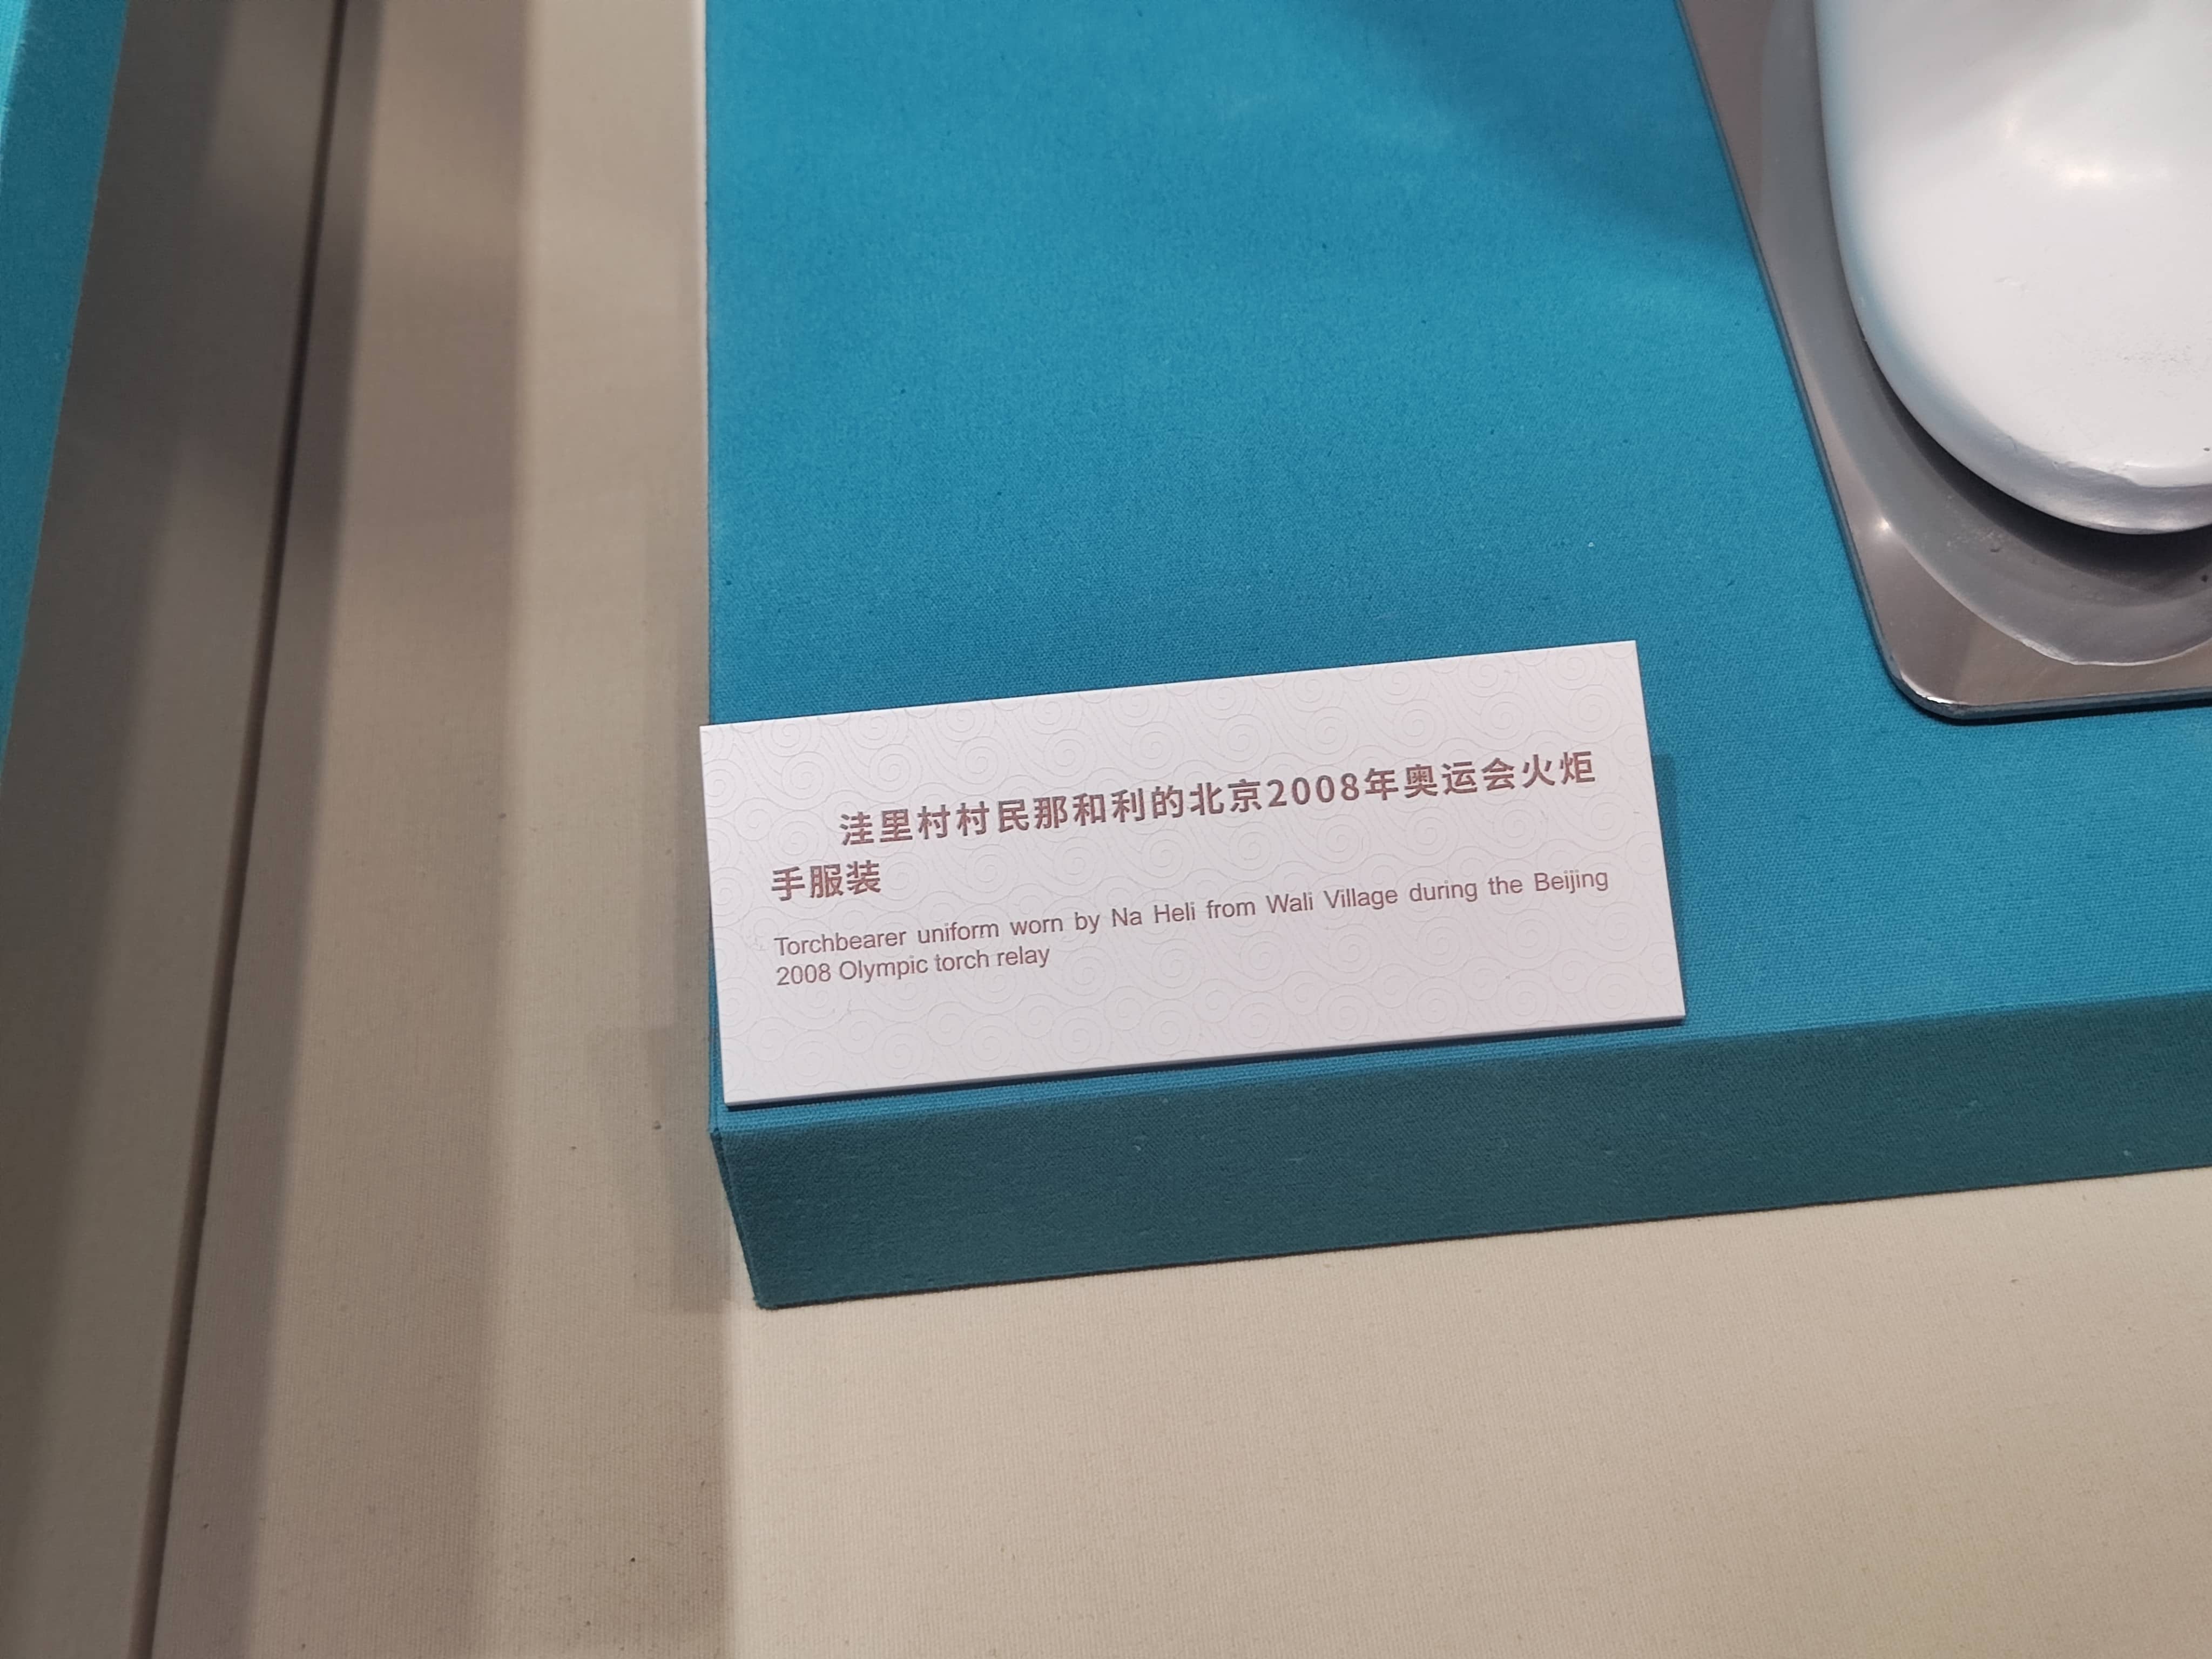 洼里村村民那和利的北京2008年奥运会火炬
手服装
Torchbearer uniform worn by Na Heli from Wali Village during the Beijing
2008 Olympic torch relay